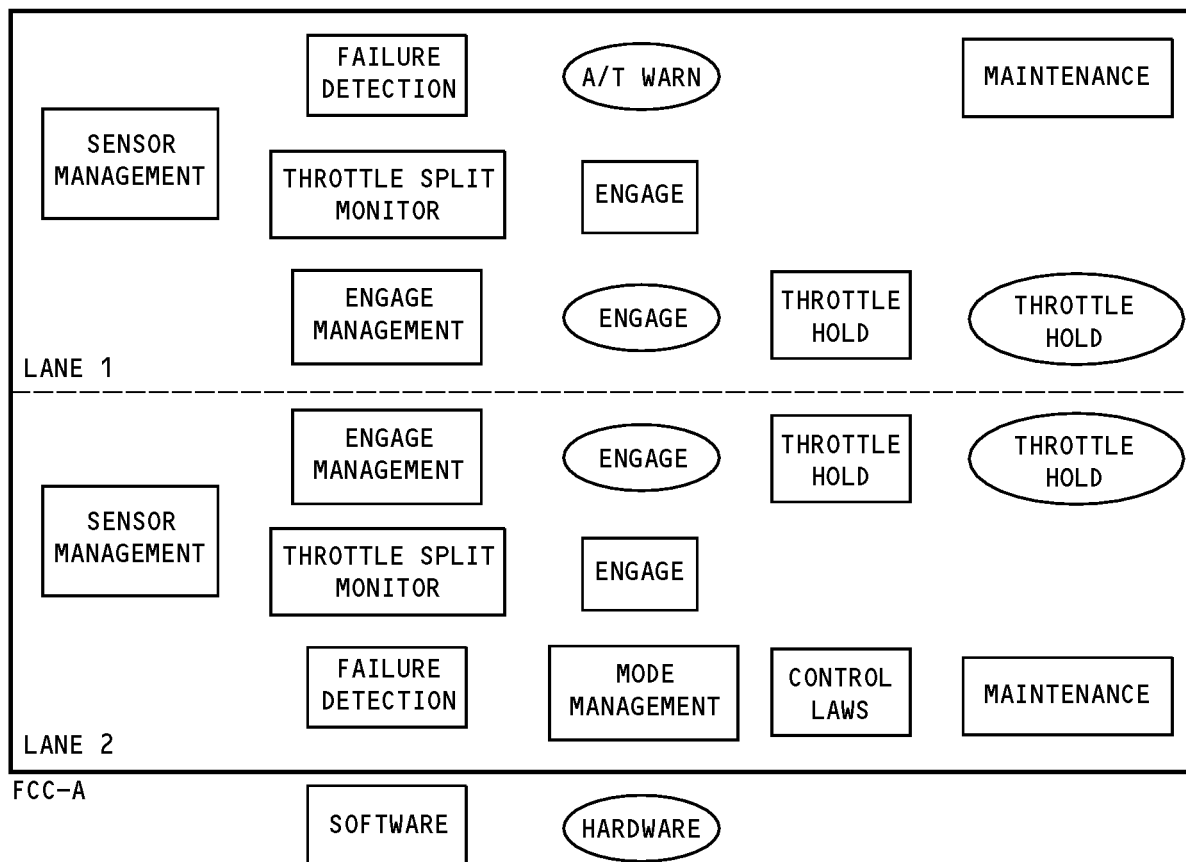 FAILURE
DETECTION
A/T WARN
MAINTENANCE
SENSOR
MANAGEMENT
THROTTLE SPLIT
MONITOR
ENGAGE
ENGAGE
MANAGEMENT
ENGAGE
THROTTLE
HOLD
THROTTLE
HOLD
LANE 1
ENGAGE
MANAGEMENT
ENGAGE
THROTTLE
HOLD
THROTTLE
HOLD
SENSOR
MANAGEMENT
THROTTLE SPLIT
MONITOR
ENGAGE
FAILURE
DETECTION
MODE
MANAGEMENT
CONTROL
LAWS
MAINTENANCE
LANE 2
FCC-A
SOFTWARE
HARDWARE